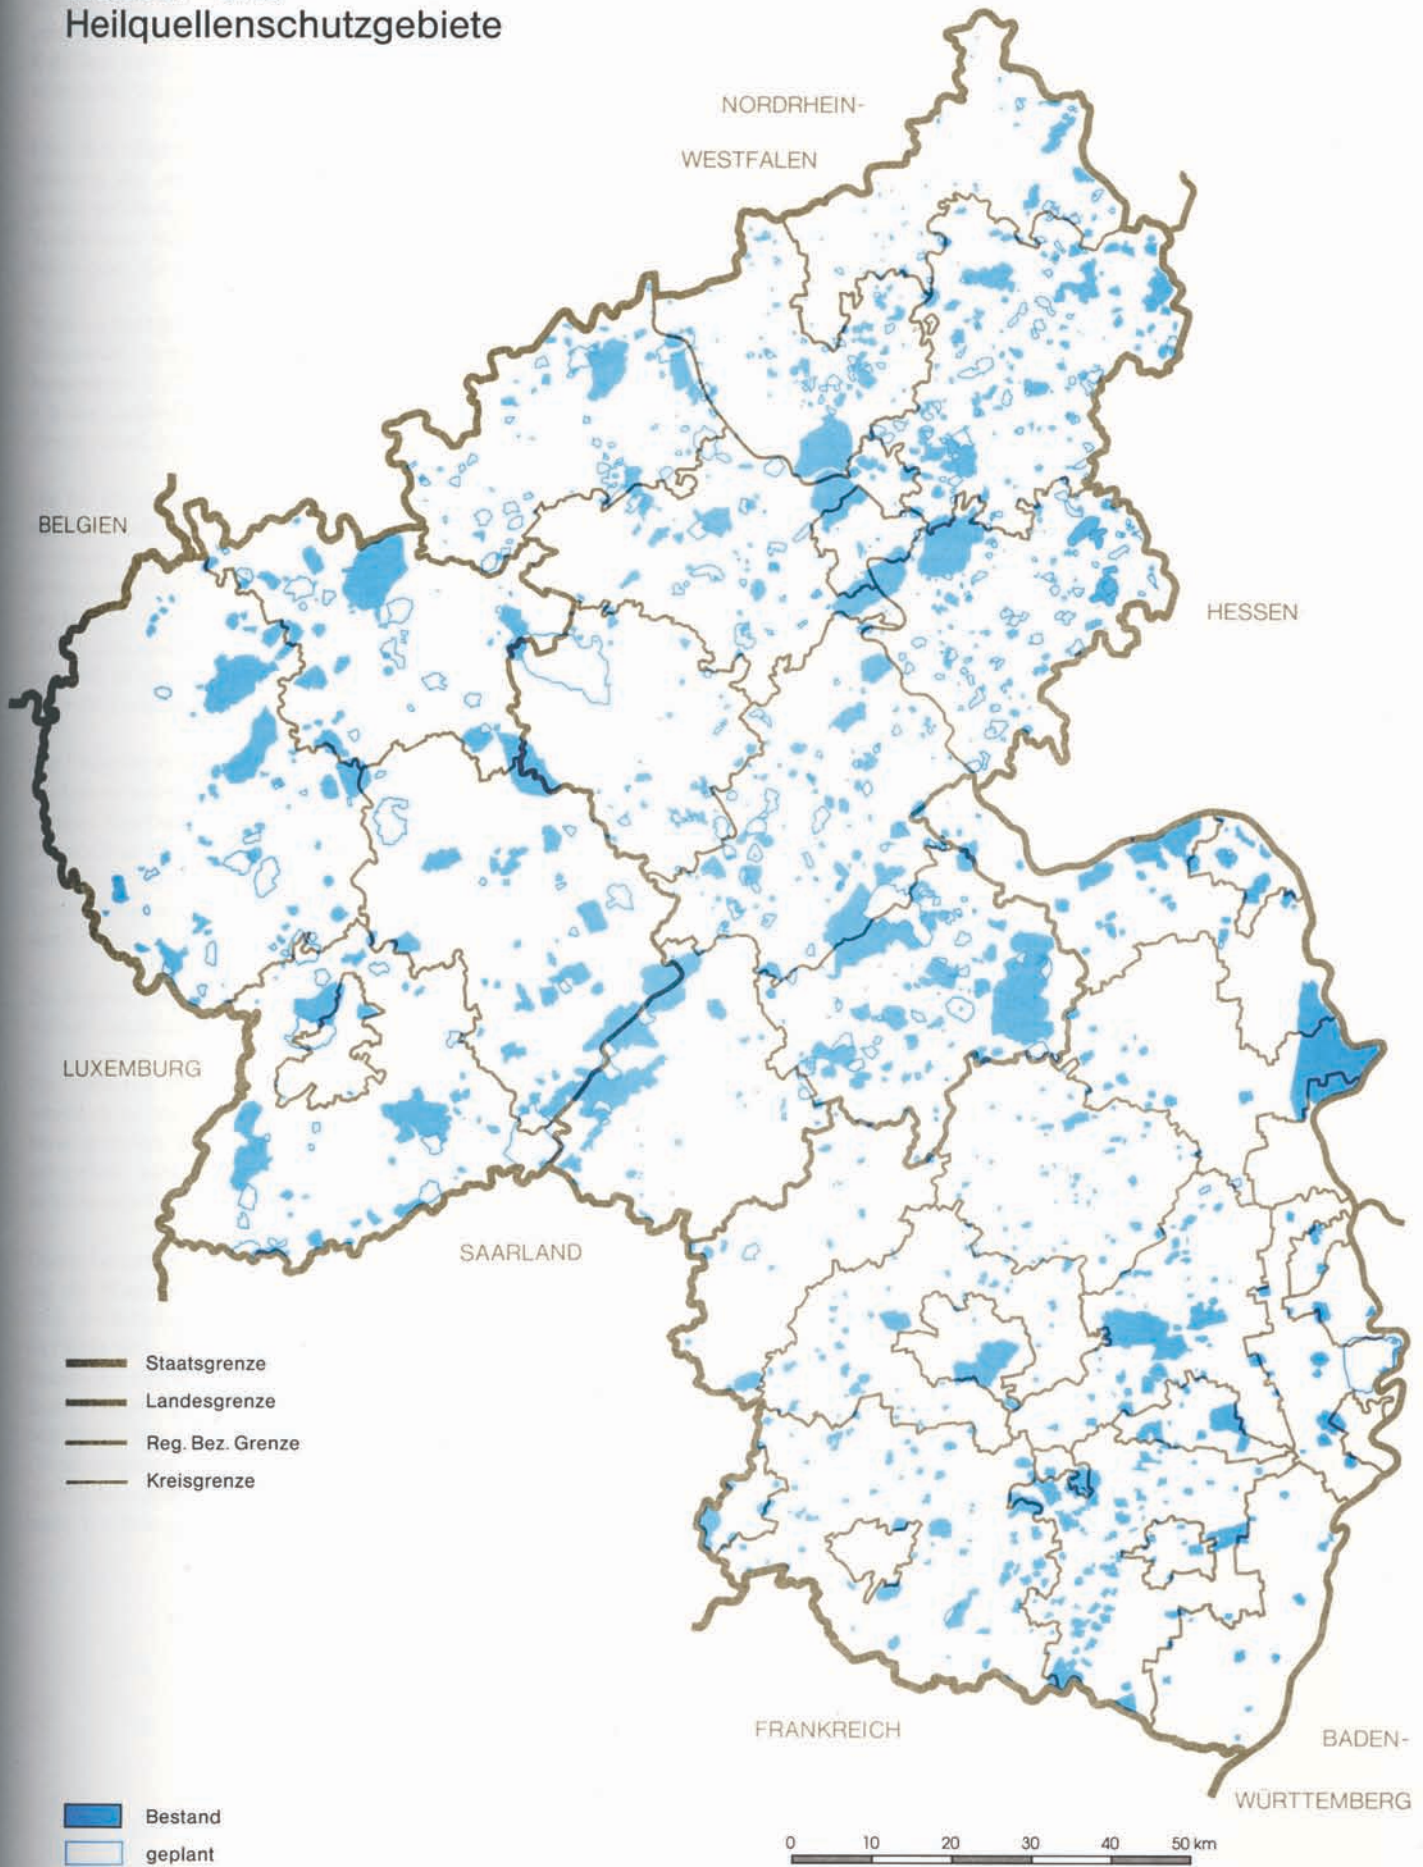 Heilquellenschutzgebiete
NORDRHEIN-
WESTFALEN
BELGIEN
HESSEN
LUXEMBURG
SAARLAND
Staatsgrenze
Landesgrenze
Reg. Bez. Grenze
Kreisgrenze
FRANKREICH
BADEN-
WÜRTTEMBERG
Bestand
geplant
0 10 20 30 40 50 km